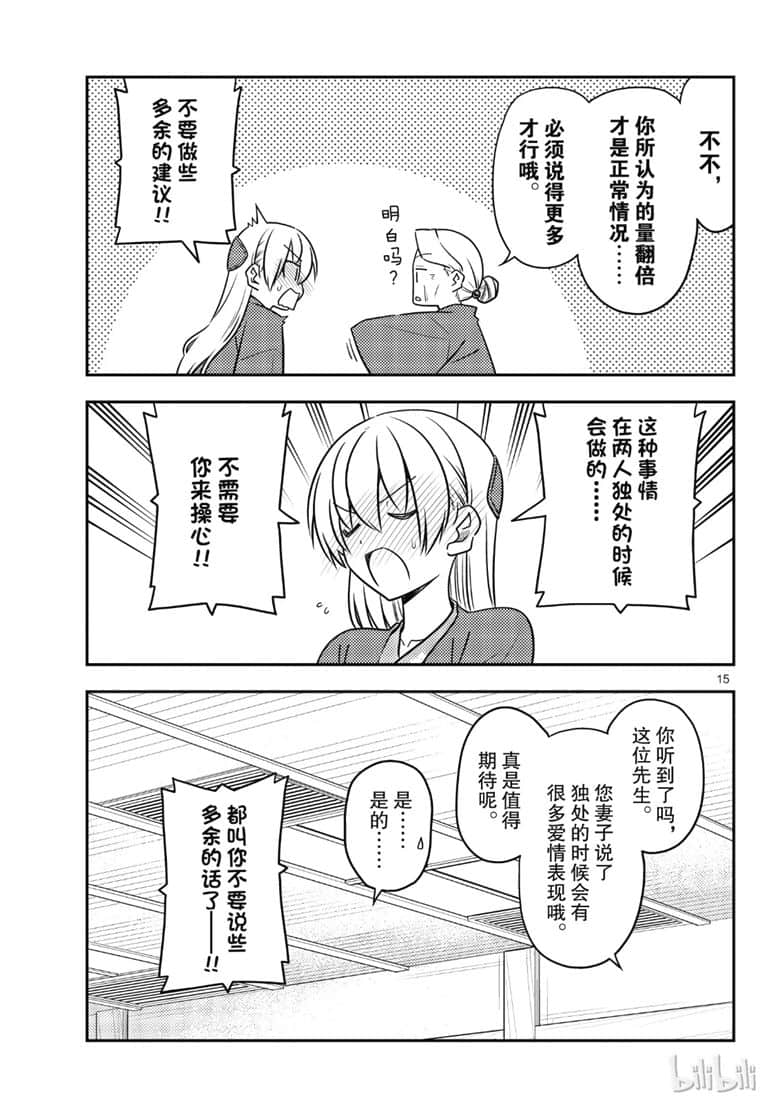 不不，
你所认为的量翻倍
才是正常情况……
必须说得更多
才行哦。
明白吗？
不要做些
多余的建议!!
这种事情
在两人独处的时候
会做的……
不需要
你来操心!!
15
你听到了吗，
这位先生。
您妻子说了
独处的时候会有
很多爱情表现哦。
真是值得
期待呢。
是……
是的……
都叫你不要说些
多余的话了——!!
bilibili